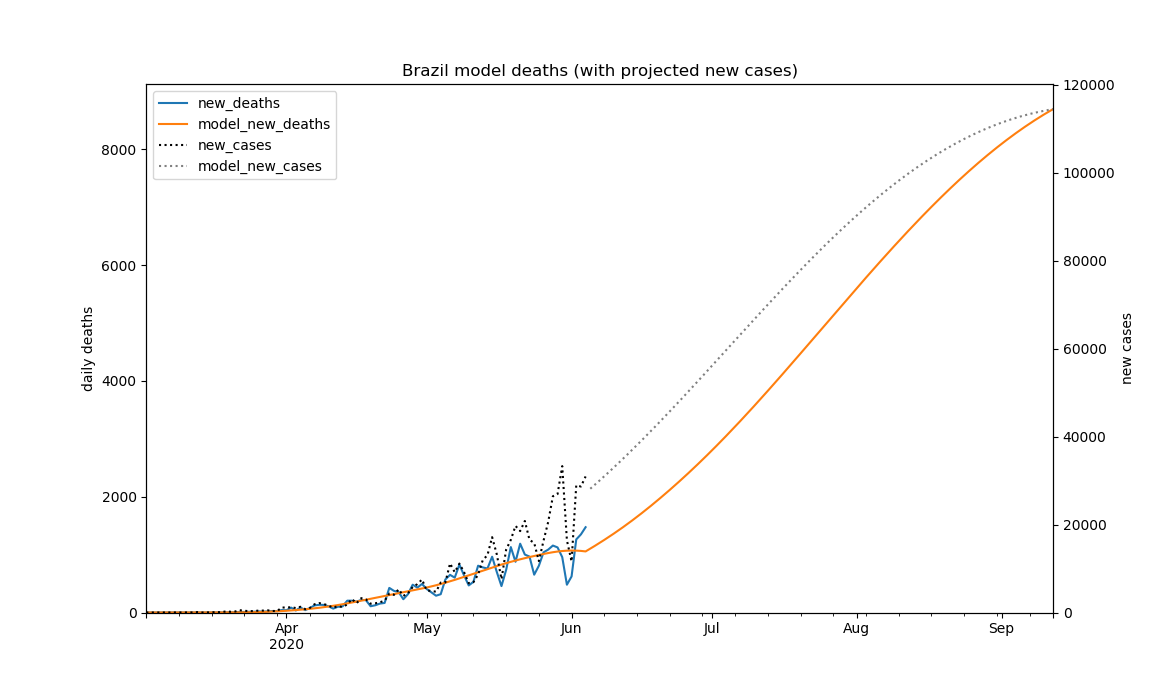 Brazil model deaths (with projected new cases)
new_deaths
model_new_deaths
new_cases
model_new_cases
daily deaths
8000
6000
4000
2000
0
120000
100000
80000
60000
40000
20000
0
new cases
Apr
2020
May
Jun
Jul
Aug
Sep